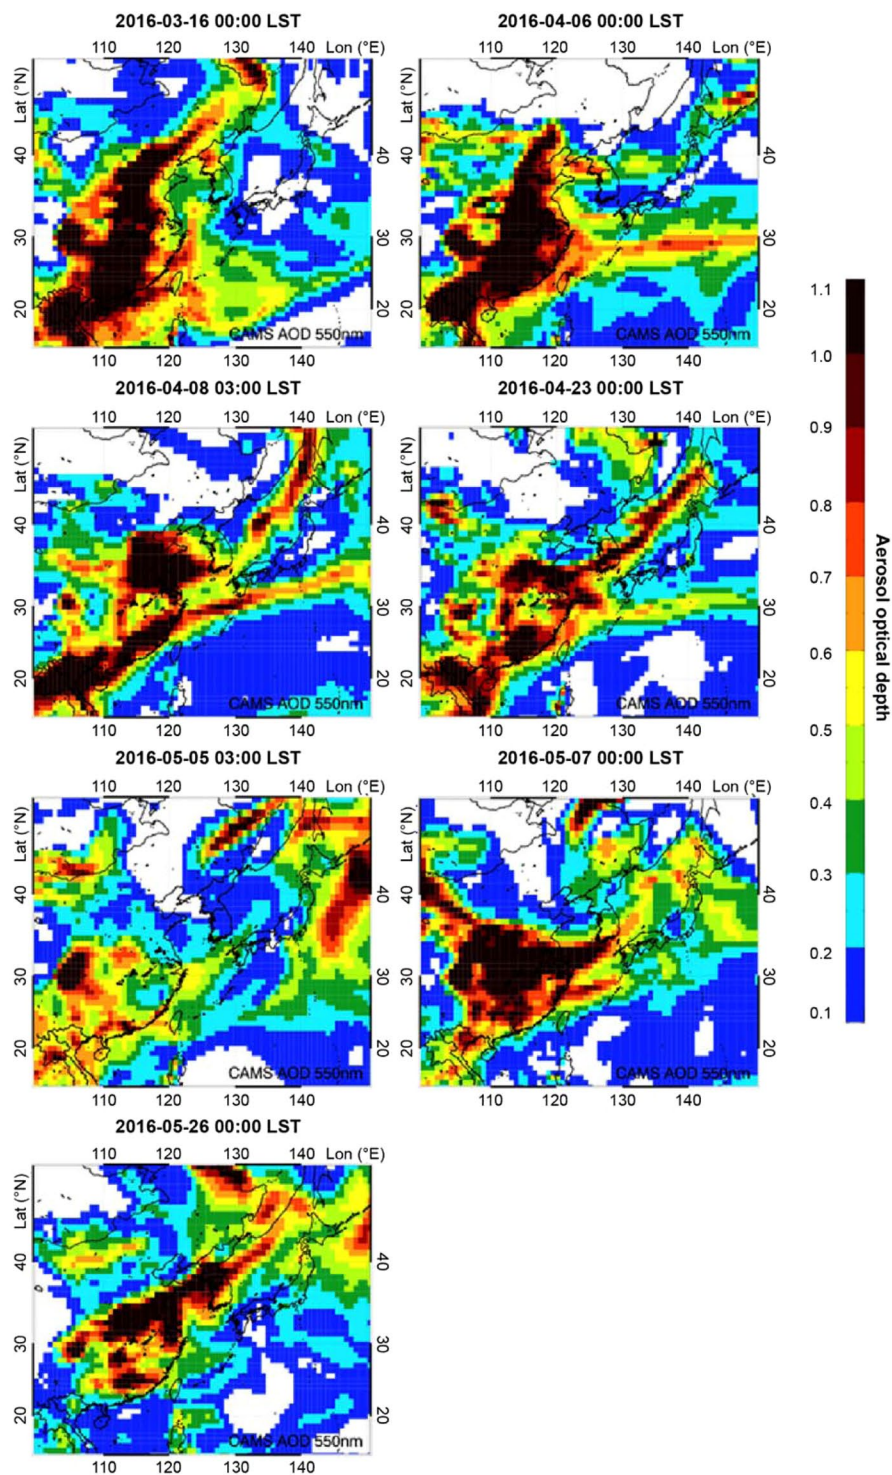 2016-03-16 00:00 LST
110 120 130 Lon (°E)
Lat (°N)
40
30
20
40
30
20
CAMS AOD 550nm
110 120 130 140
2016-04-06 00:00 LST
110 120 130 140 Lon (°E)
Lat (°N)
40
30
20
40
30
20
CAMS AOD 550nm
110 120 130 140
2016-04-08 03:00 LST
110 120 130 Lon (°E)
Lat (°N)
40
30
20
40
30
20
CAMS AOD 550nm
110 120 130 140
2016-04-23 00:00 LST
110 120 130 140 Lon (°E)
Lat (°N)
40
30
20
40
30
20
CAMS AOD 550nm
110 120 130 140
2016-05-05 03:00 LST
110 120 130 Lon (°E)
Lat (°N)
40
30
20
40
30
20
CAMS AOD 550nm
110 120 130 140
2016-05-07 00:00 LST
110 120 130 140 Lon (°E)
Lat (°N)
40
30
20
40
30
20
CAMS AOD 550nm
110 120 130 140
2016-05-26 00:00 LST
110 120 130 Lon (°E)
Lat (°N)
40
30
20
40
30
20
CAMS AOD 550nm
110 120 130 140
1.1
1.0
0.9
0.8
0.7
0.6
0.5
0.4
0.3
0.2
0.1
Aerosol optical depth